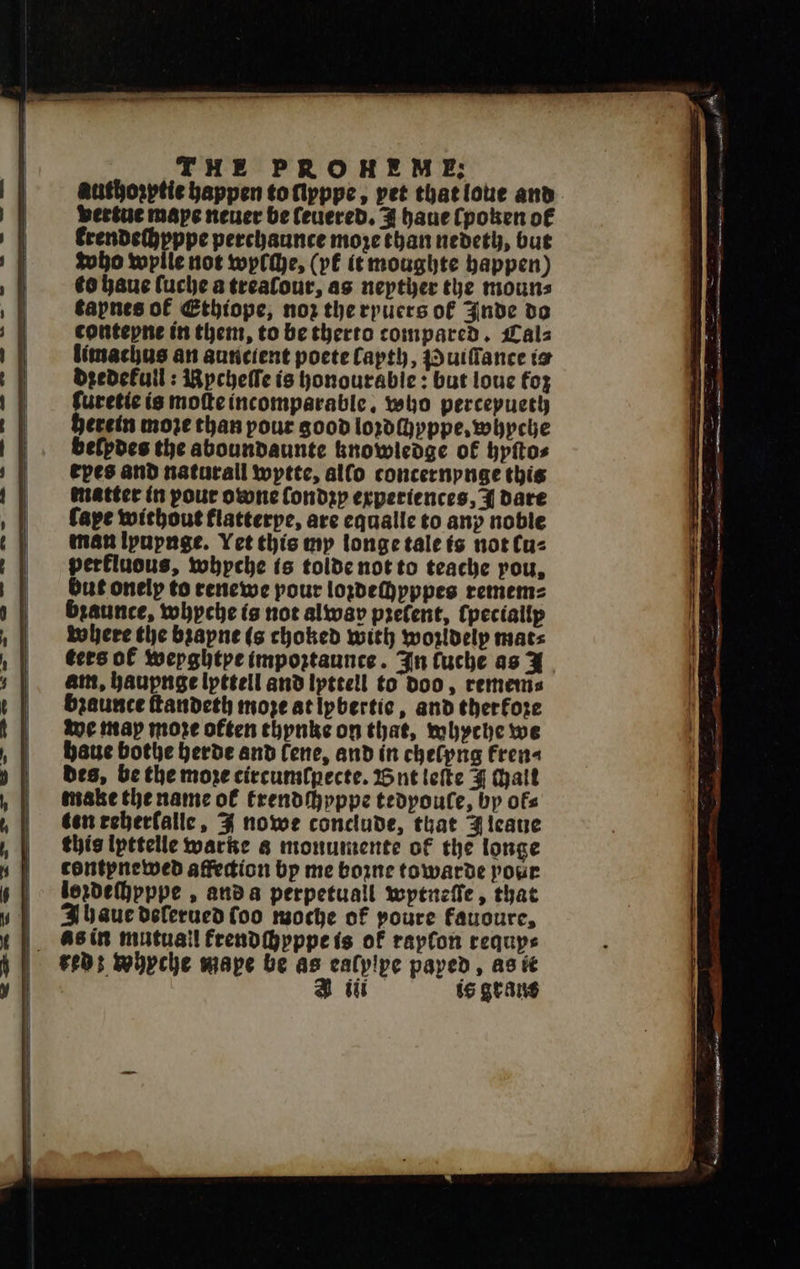 THE PROHEME:
authorytie happen to slyppe, yet that loue and
vertue maye neuer be seuered. I haue spoken of
frendeshyppe perchaunce more than nedeth, but
who wylle not wysshe, (yf it moughte happen)
to haue suche a treasour, as neyther the moun-
taynes of Ethiope, nor the ryuers of Inde do
conteyne in them, to be therto compared. Cal-
limachus an auncient poete sayth, Puissance is
dredefull: Rychesse is honourable: but loue for
suretie is moste incomparable. who perceyueth
herein more than your good lordshyppe, whyche
besydes the aboundaunte knowledge of hysto-
ryes and naturall wytte, also concernynge this
matter in your owne sondry experiences, I dare
saye without flatterye, are equalle to any noble
man lyuynge. Yet this my longe tale is not su-
perfluous, whyche is tolde not to teache you,
but onely to renewe your lordeshyppes remem-
braunce, whyche is not alway present, specially
where the brayne is choked with worldely mat-
ters of weyghtye importaunce. In suche as I
am, hauynge lyttell and lyttell to doo, remem-
braunce standeth more at lybertie, and therfore
we may more often thynke on that, whyche we
haue bothe herde and sene, and in chesyng fren-
des, be the more circumspecte. But leste I shall
make the name of frendshyppe tedyouse, by of-
ten reherfalle, I nowe conclude, that I leaue
this lyttelle warke a monumente of the longe
contynewed affection by me borne towarde your
lordeshyppe, and a perpetuall wytnesse, that
I haue deserued soo moche of youre fauoure,
as in mutuall frendshyppe is of rayson requy-
red: whyche maye be as easylye payed, as it
A iii is graus